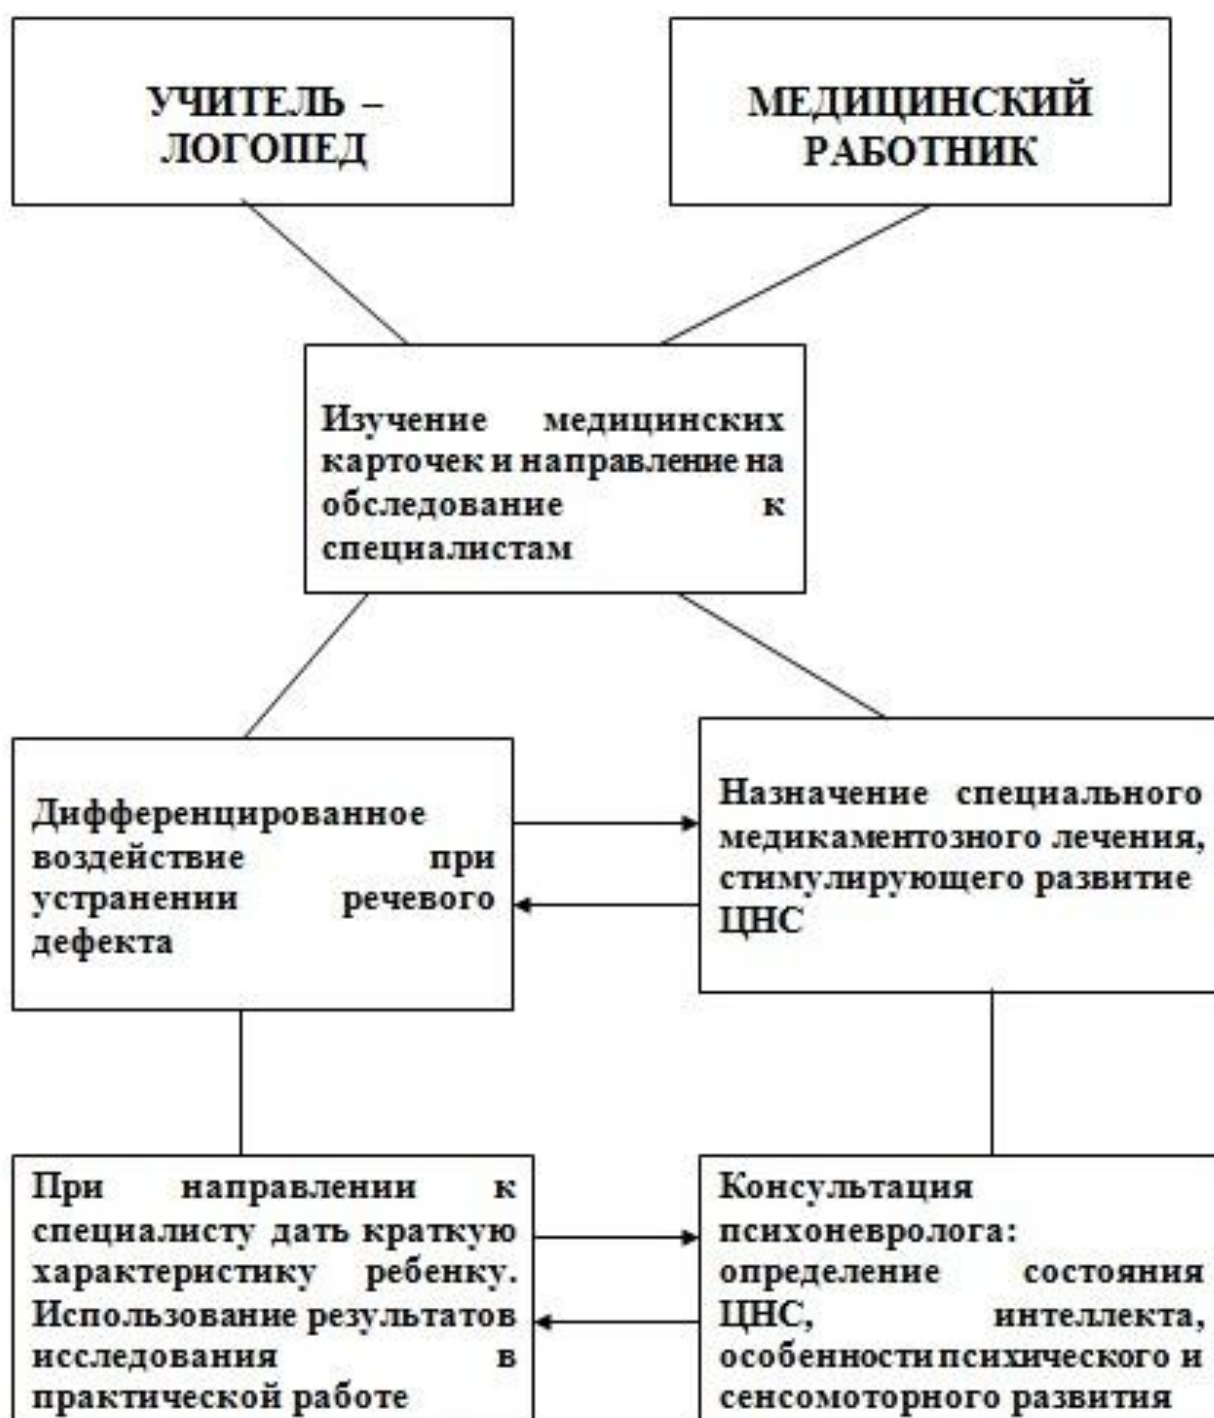 УЧИТЕЛЬ –
ЛОГОПЕД
МЕДИЦИНСКИЙ
РАБОТНИК
Изучение медицинских
карточек и направление на
обследование к
специалистам
Дифференцированное
воздействие при
устранении речевого
дефекта
Назначение специального
медикаментозного лечения,
стимулирующего развитие
ЦНС
При направлении к
специалисту дать краткую
характеристику ребенку.
Использование результатов
исследования в
практической работе
Консультация
психоневролога:
определение состояния
ЦНС, интеллекта,
особенности психического и
сенсомоторного развития